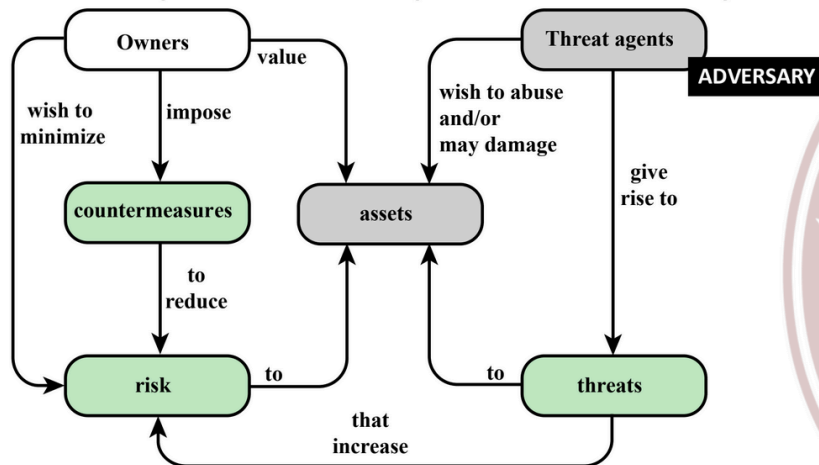 Owners
value
Threat agents
ADVERSARY
wish to
minimize
impose
wish to abuse
and/or
may damage
give
rise to
countermeasures
assets
to
reduce
risk
to
to
threats
that
increase